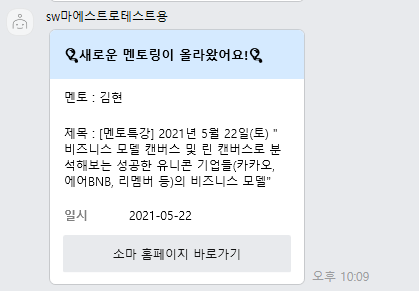 sw마에스트로테스트용
새로운 멘토링이 올라왔어요!
멘토 : 김현
제목 : [멘토특강] 2021년 5월 22일(토) "
비즈니스 모델 캔버스 및 린 캔버스로 분
석해보는 성공한 유니콘 기업들(카카오,
에어BNB, 리멤버 등)의 비즈니스 모델"
일시 2021-05-22
소마 홈페이지 바로가기
오후 10:09